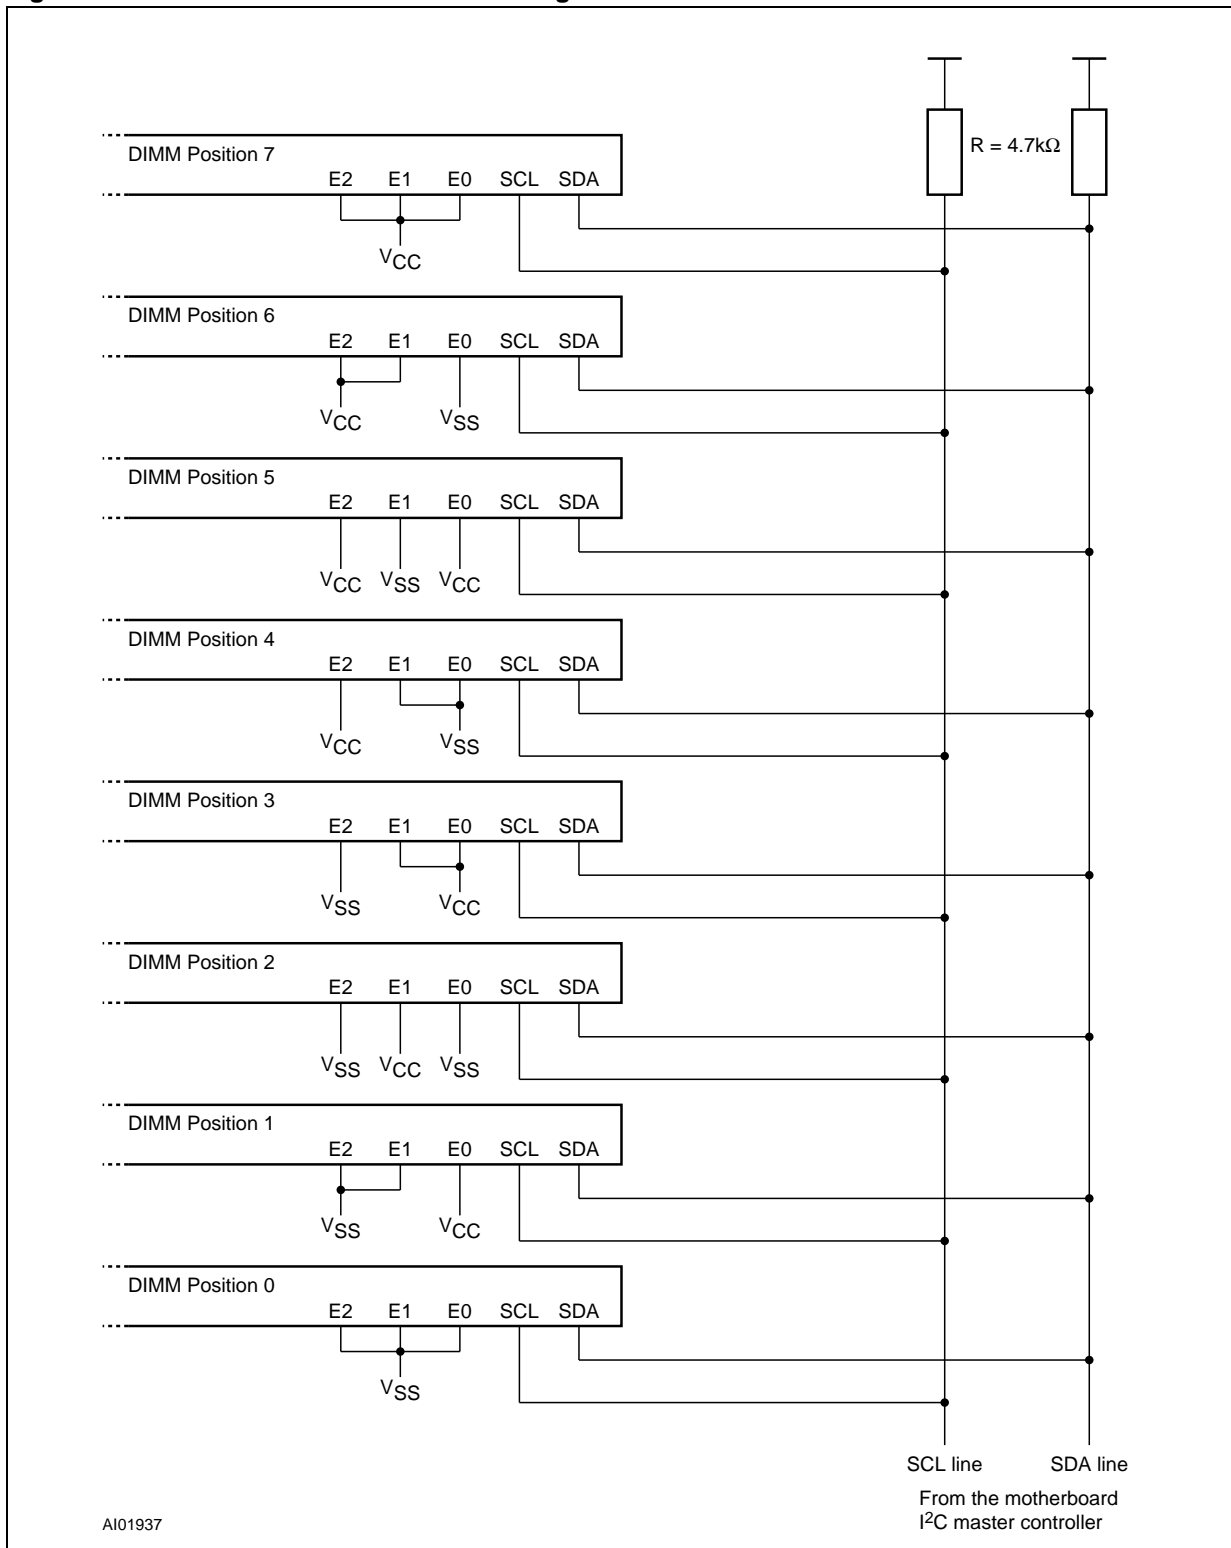 R = 4.7kΩ
DIMM Position 7
E2 E1 E0 SCL SDA
VCC
DIMM Position 6
E2 E1 E0 SCL SDA
VCC VSS
DIMM Position 5
E2 E1 E0 SCL SDA
VCC VSS VCC
DIMM Position 4
E2 E1 E0 SCL SDA
VCC VSS
DIMM Position 3
E2 E1 E0 SCL SDA
VSS VCC
DIMM Position 2
E2 E1 E0 SCL SDA
VSS VCC VSS
DIMM Position 1
E2 E1 E0 SCL SDA
VSS VCC
DIMM Position 0
E2 E1 E0 SCL SDA
VSS
SCL line SDA line
From the motherboard
I2C master controller
AI01937